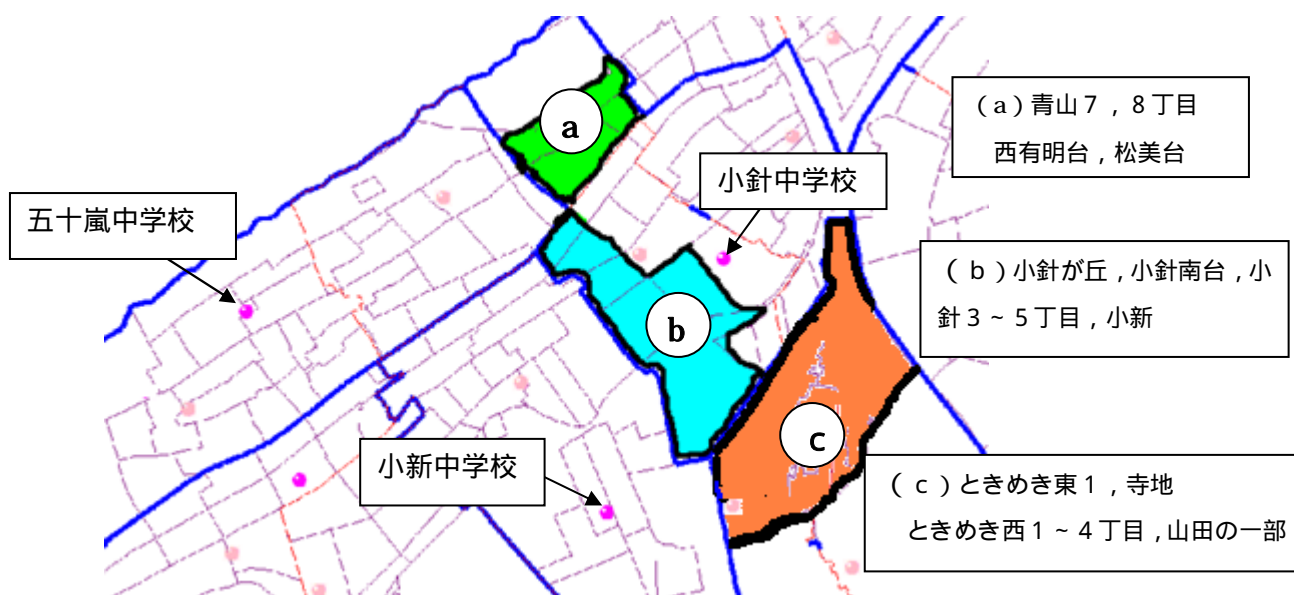 a
（a）青山７，８丁目
西有明台，松美台
小針中学校
五十嵐中学校
（ｂ）小針が丘，小針南台，小
針３～５丁目，小新
b
c
小新中学校
（ｃ）ときめき東１，寺地
ときめき西１～４丁目，山田の一部